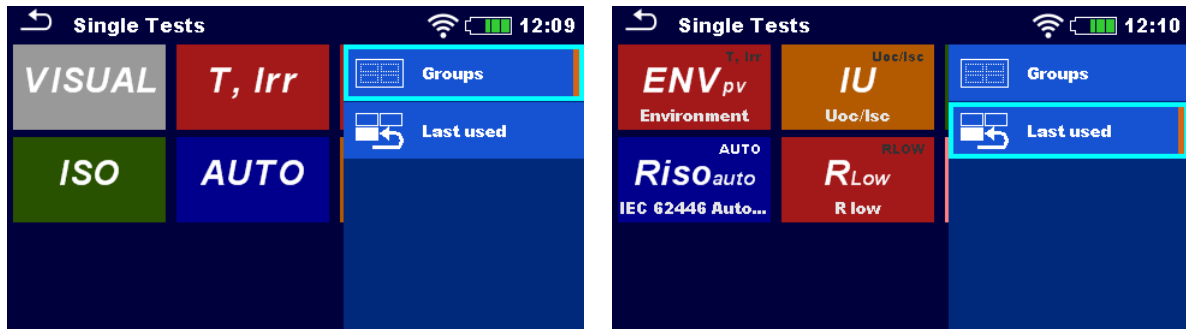 Single Tests 12:09
VISUAL T, Irr Groups
Last used
ISO AUTO
Single Tests 12:10
T, Irr Uoc/Isc
ENVpv IU Groups
Environment Uoc/Isc
Last used
AUTO RLOW
Risoauto RLow
IEC 62446 Auto... R low